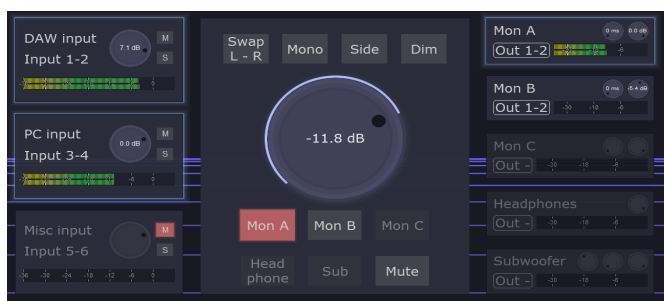 DAW input
7.1 dB
M
Input 1-2
S
PC input
0.0 dB
M
Input 3-4
S
-6
0
Misc input
M
Input 5-6
S
-36 -30 -24 -18 -12 -6 0
Swap
L - R
Mono
Side
Dim
-11.8 dB
Mon A
Mon B
Mon C
Head
phone
Sub
Mute
Mon A
0 ms
0.0 dB
Out 1-2
-6
Mon B
0 ms
-5.4 dB
Out 1-2
-30 -18 -6
Mon C
Out -
-30 -18 -6
Headphones
Out -
-30 -18 -6
Subwoofer
Out -
-30 -18 -6